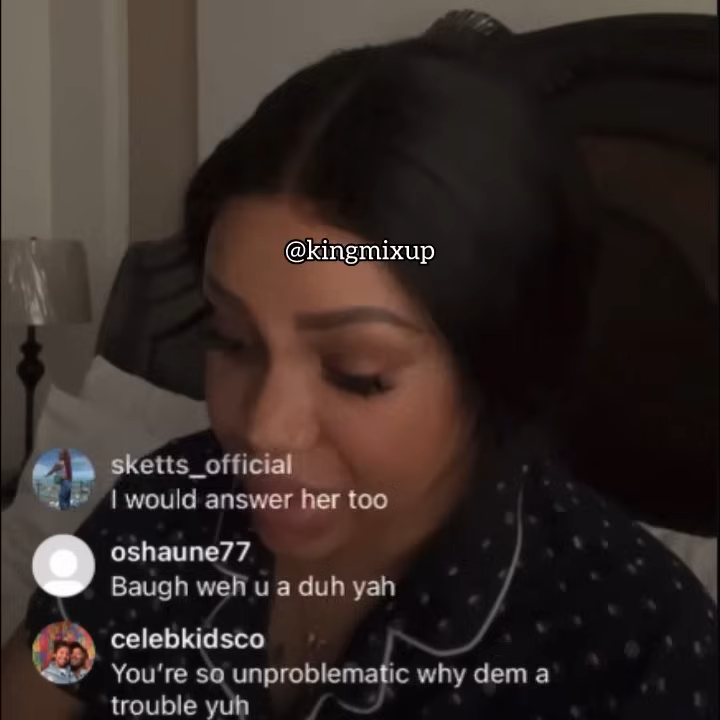 @kingmixup
sketts_official
I would answer her too
oshaune77
Baugh weh u a duh yah
celebkidsco
You're so unproblematic why dem a
trouble yuh